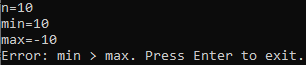 n=10
min=10
max=-10
Error: min > max. Press Enter to exit.